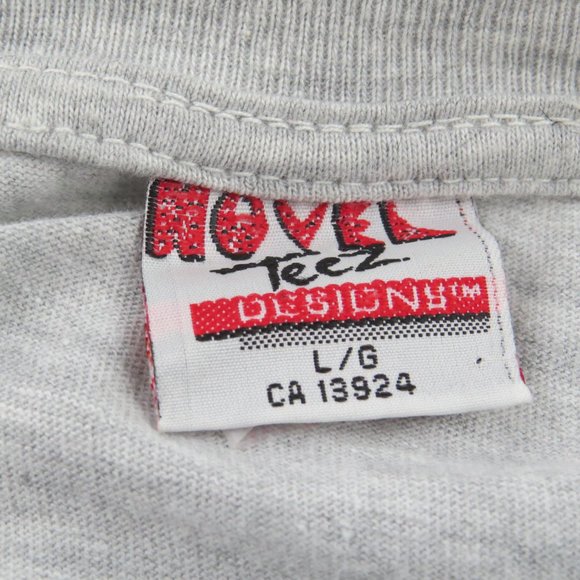 NOVEL
Teez
DESIGNS™
L/G
CA 13924